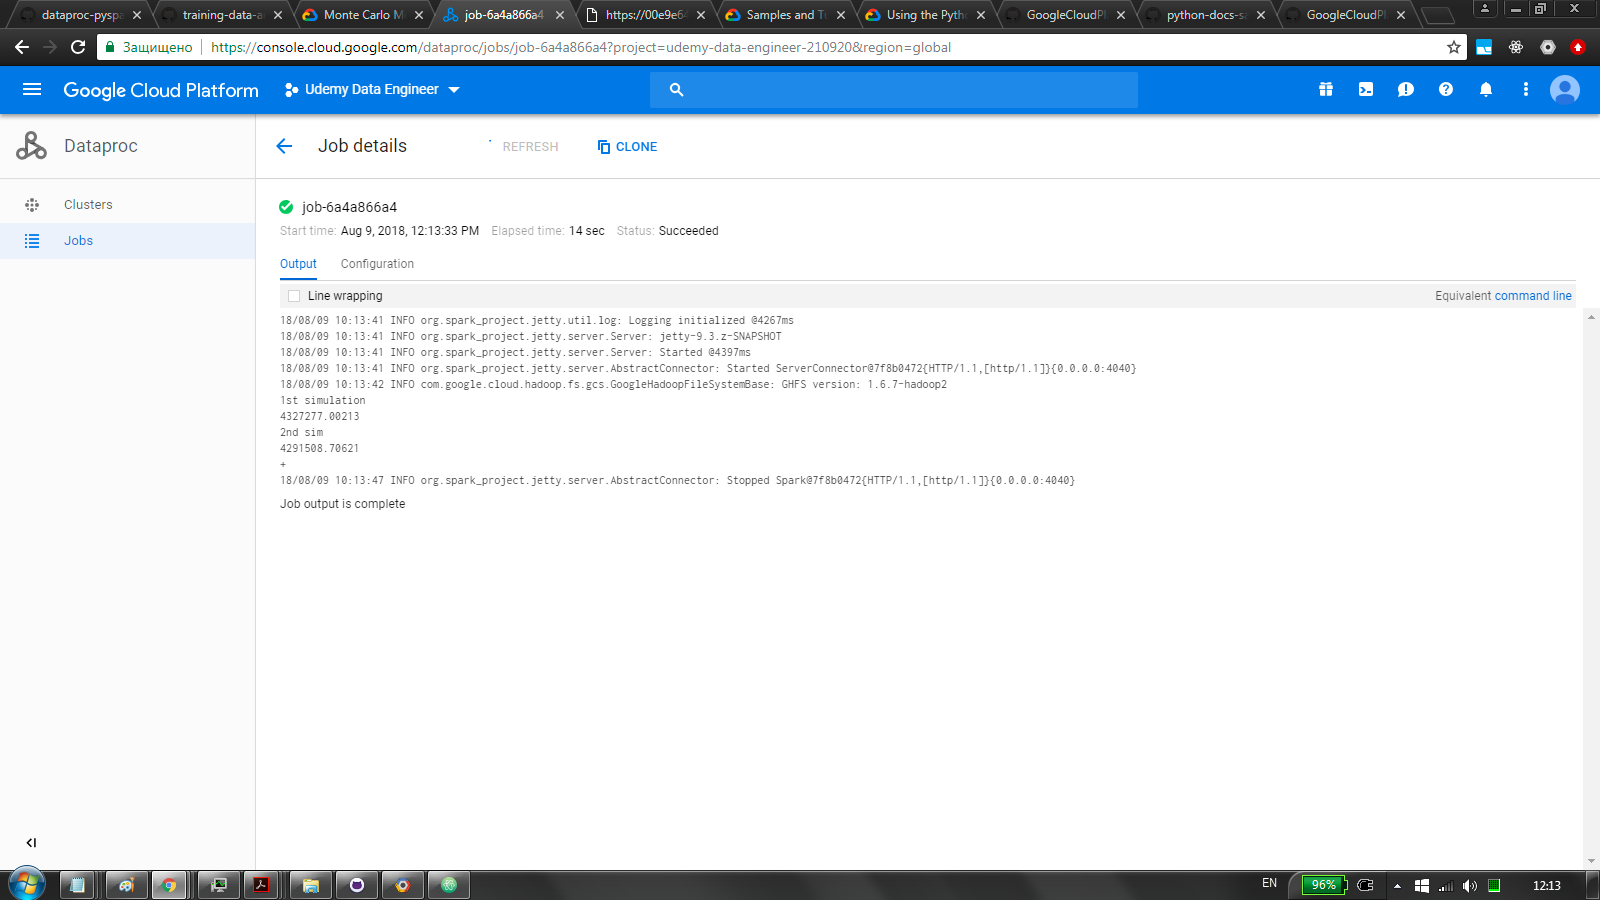 dataproc-pyspa
training-data-a
Monte Carlo M
job-6a4a866a4
https://00e9e64
Samples and Tu
Using the Pytho
GoogleCloudPl
python-docs-sa
GoogleCloudPl
Защищено
https://console.cloud.google.com/dataproc/jobs/job-6a4a866a4?project=udemy-data-engineer-210920&region=global
Google Cloud Platform
Udemy Data Engineer
Dataproc
Job details
REFRESH
CLONE
Clusters
Jobs
job-6a4a866a4
Start time: Aug 9, 2018, 12:13:33 PM Elapsed time: 14 sec Status: Succeeded
Output Configuration
Line wrapping
Equivalent command line
18/08/09 10:13:41 INFO org.spark_project.jetty.util.log: Logging initialized @4267ms
18/08/09 10:13:41 INFO org.spark_project.jetty.server.Server: jetty-9.3.z-SNAPSHOT
18/08/09 10:13:41 INFO org.spark_project.jetty.server.Server: Started @4397ms
18/08/09 10:13:41 INFO org.spark_project.jetty.server.AbstractConnector: Started ServerConnector@7f8b0472{HTTP/1.1,[http/1.1]}{0.0.0.0:4040}
18/08/09 10:13:42 INFO com.google.cloud.hadoop.fs.gcs.GoogleHadoopFileSystemBase: GHFS version: 1.6.7-hadoop2
1st simulation
4327277.00213
2nd sim
4291508.70621
+
18/08/09 10:13:47 INFO org.spark_project.jetty.server.AbstractConnector: Stopped Spark@7f8b0472{HTTP/1.1,[http/1.1]}{0.0.0.0:4040}
Job output is complete
EN
96%
12:13